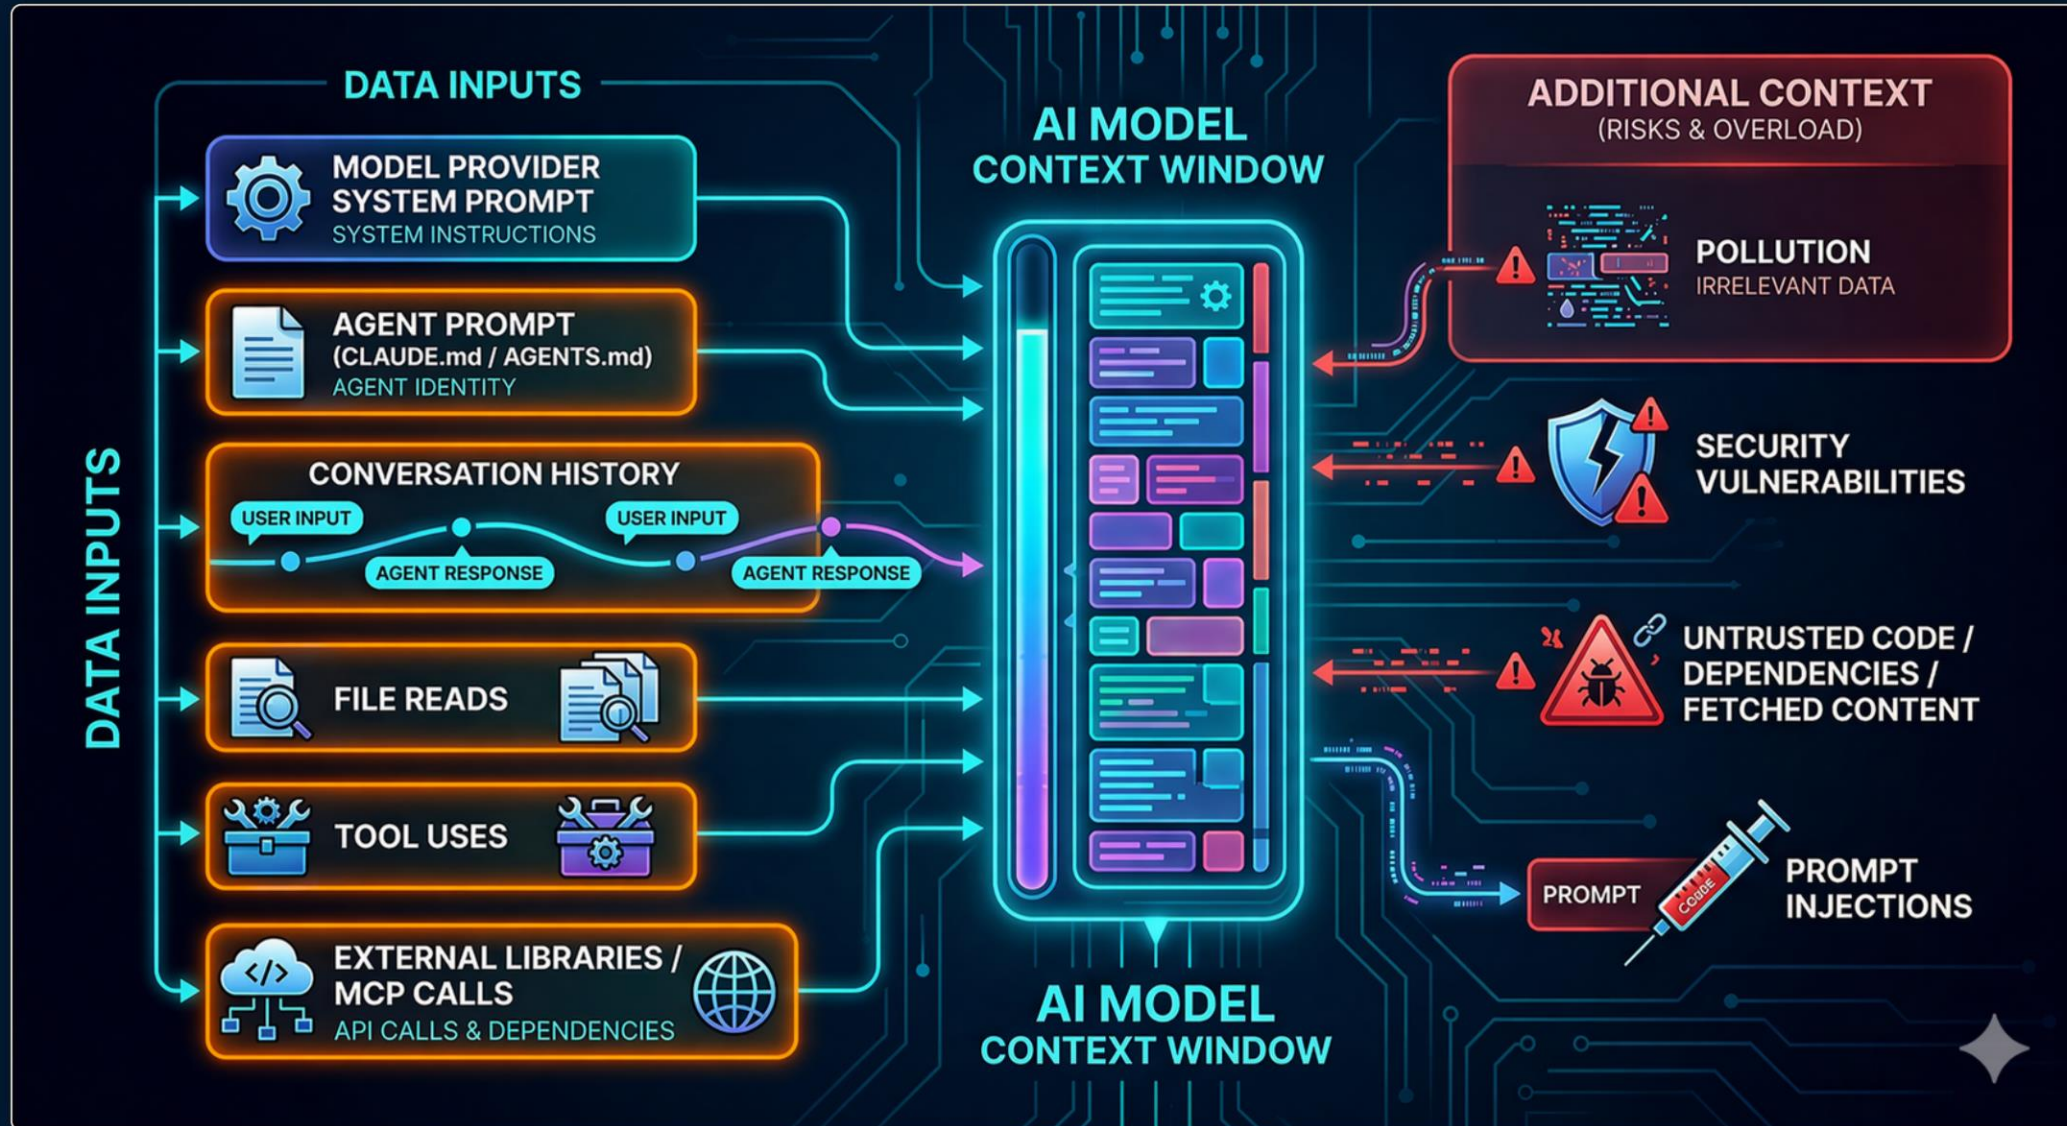 DATA INPUTS
DATA INPUTS
MODEL PROVIDER
SYSTEM PROMPT
SYSTEM INSTRUCTIONS
AGENT PROMPT
(CLAUDE.md / AGENTS.md)
AGENT IDENTITY
CONVERSATION HISTORY
USER INPUT
AGENT RESPONSE
USER INPUT
AGENT RESPONSE
FILE READS
TOOL USES
EXTERNAL LIBRARIES /
MCP CALLS
API CALLS & DEPENDENCIES
AI MODEL
CONTEXT WINDOW
AI MODEL
CONTEXT WINDOW
ADDITIONAL CONTEXT
(RISKS & OVERLOAD)
POLLUTION
IRRELEVANT DATA
SECURITY
VULNERABILITIES
UNTRUSTED CODE /
DEPENDENCIES /
FETCHED CONTENT
PROMPT
CODE
PROMPT
INJECTIONS